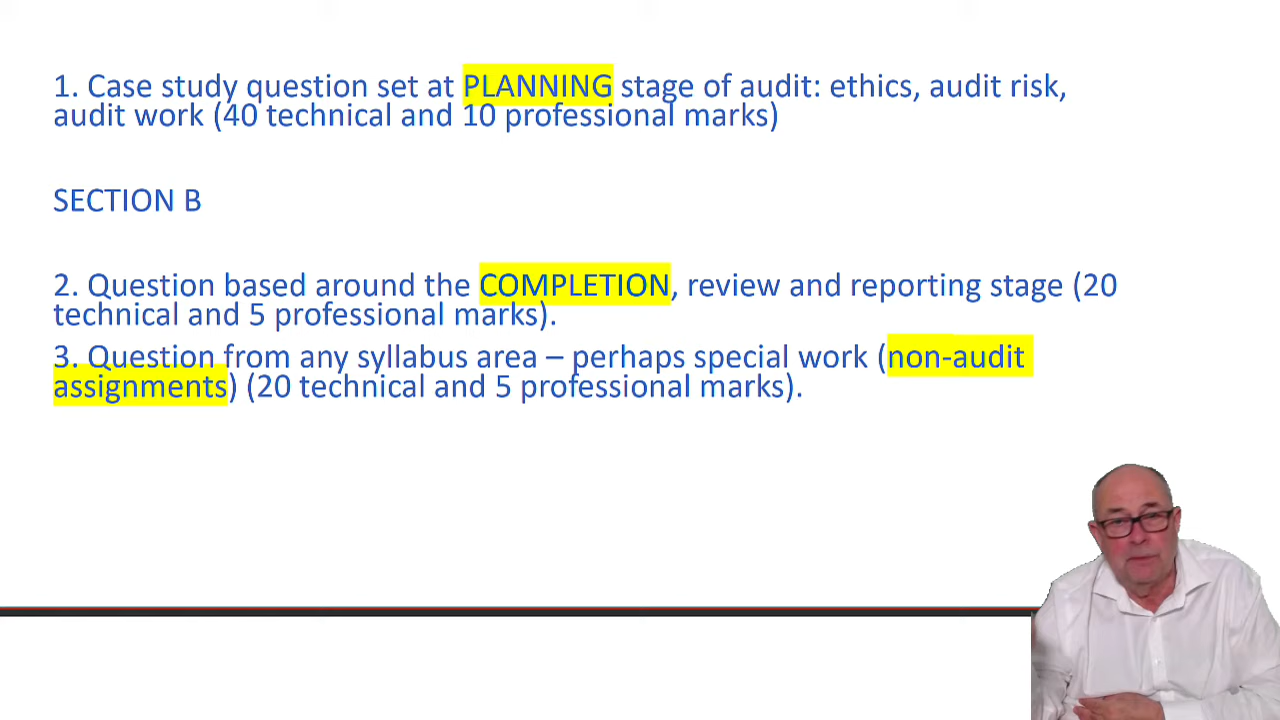 1. Case study question set at PLANNING stage of audit: ethics, audit risk,
audit work (40 technical and 10 professional marks)
SECTION B
2. Question based around the COMPLETION, review and reporting stage (20
technical and 5 professional marks).
3. Question from any syllabus area – perhaps special work (non-audit
assignments) (20 technical and 5 professional marks).